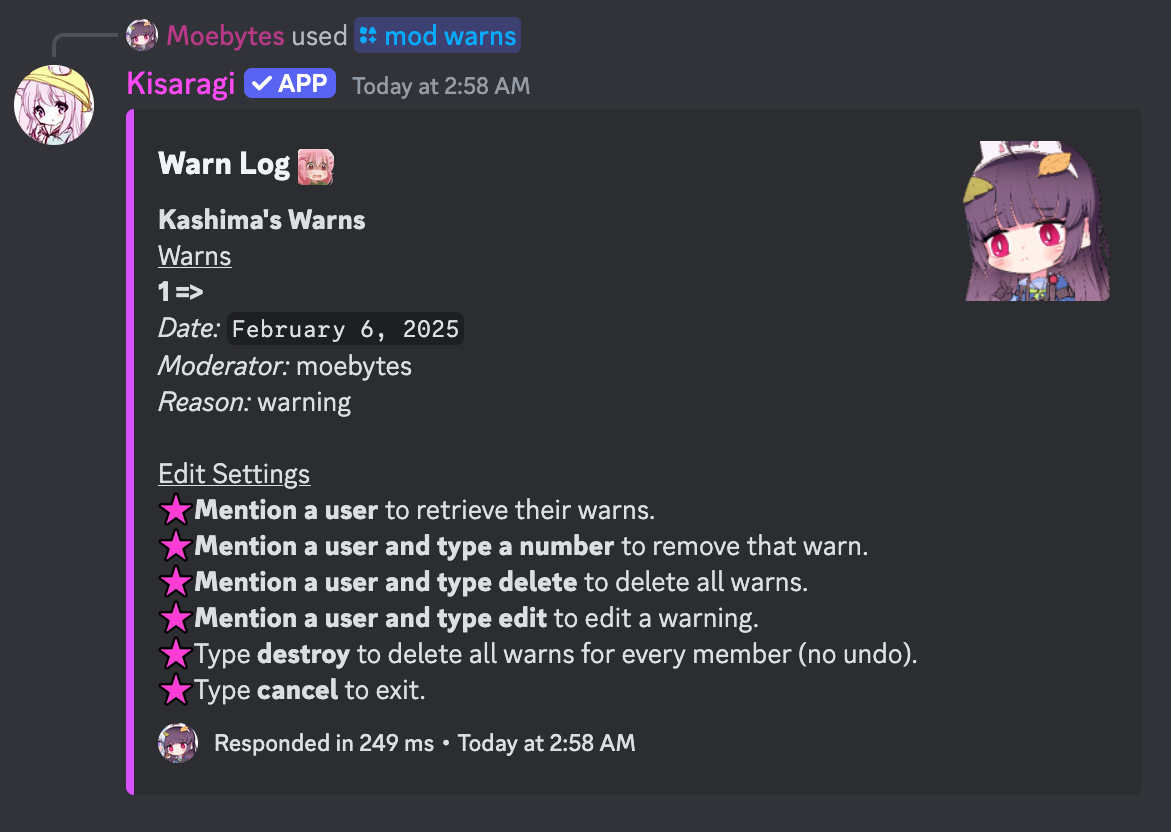 Moebytes used mod warns
Kisaragi APP Today at 2:58 AM
Warn Log
Kashima's Warns
Warns
1 =>
Date: February 6, 2025
Moderator: moebytes
Reason: warning
Edit Settings
Mention a user to retrieve their warns.
Mention a user and type a number to remove that warn.
Mention a user and type delete to delete all warns.
Mention a user and type edit to edit a warning.
Type destroy to delete all warns for every member (no undo).
Type cancel to exit.
Responded in 249 ms • Today at 2:58 AM